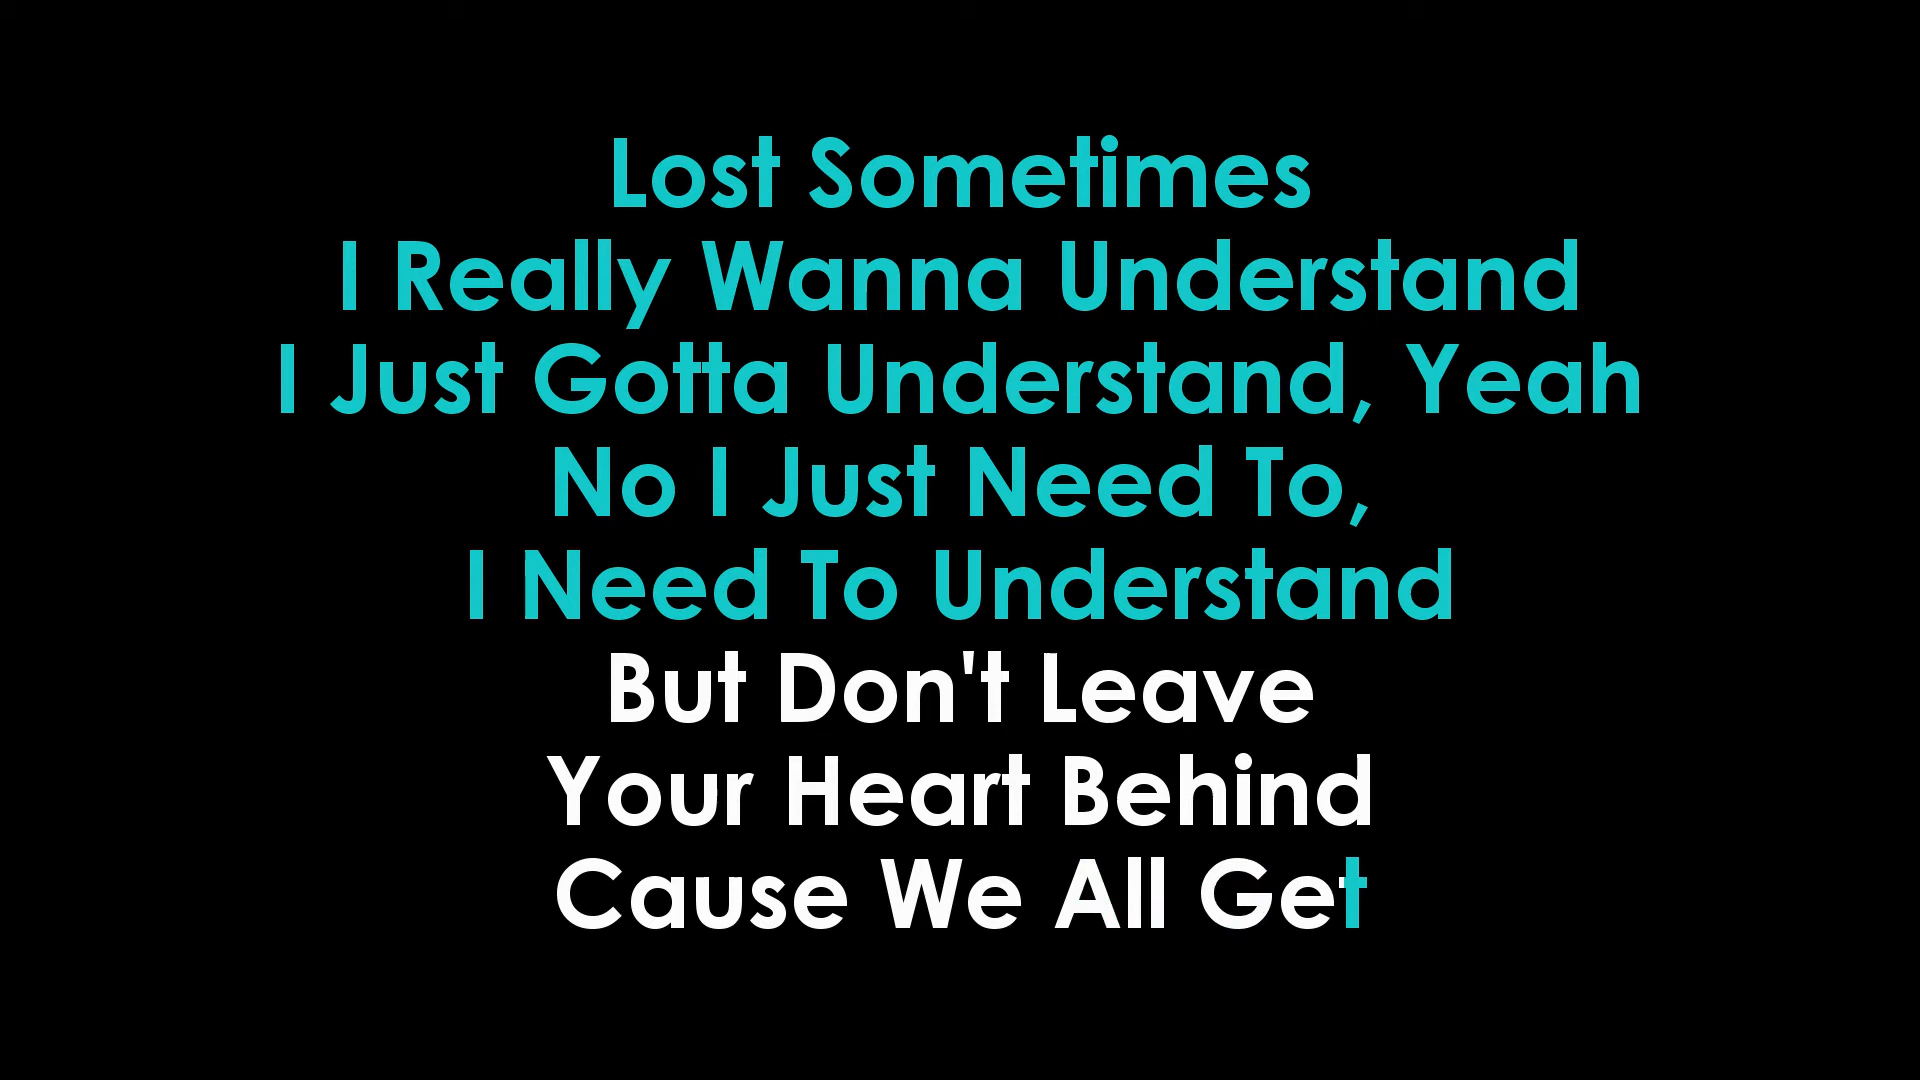 Lost Sometimes
I Really Wanna Understand
I Just Gotta Understand, Yeah
No I Just Need To,
I Need To Understand
But Don't Leave
Your Heart Behind
Cause We All Get